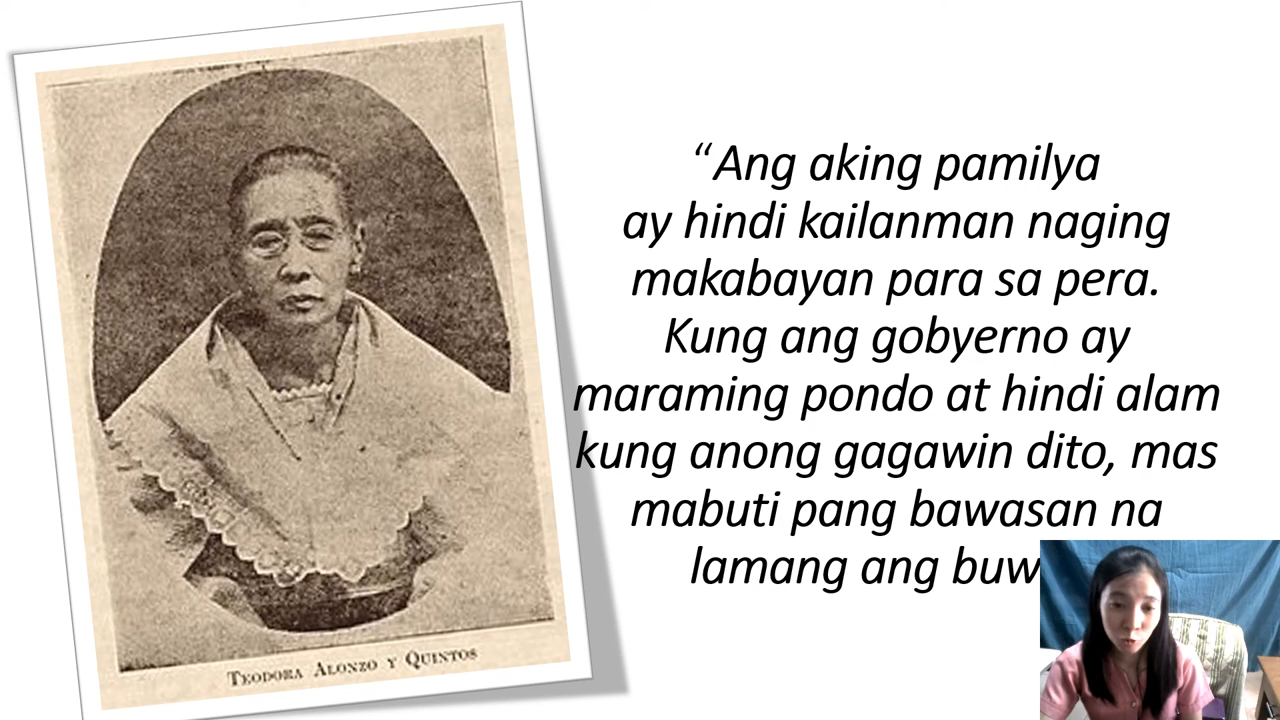 “Ang aking pamilya
ay hindi kailanman naging
makabayan para sa pera.
Kung ang gobyerno ay
maraming pondo at hindi alam
kung anong gagawin dito, mas
mabuti pang bawasan na
lamang ang
TEODORA ALONZO Y QUINTOS